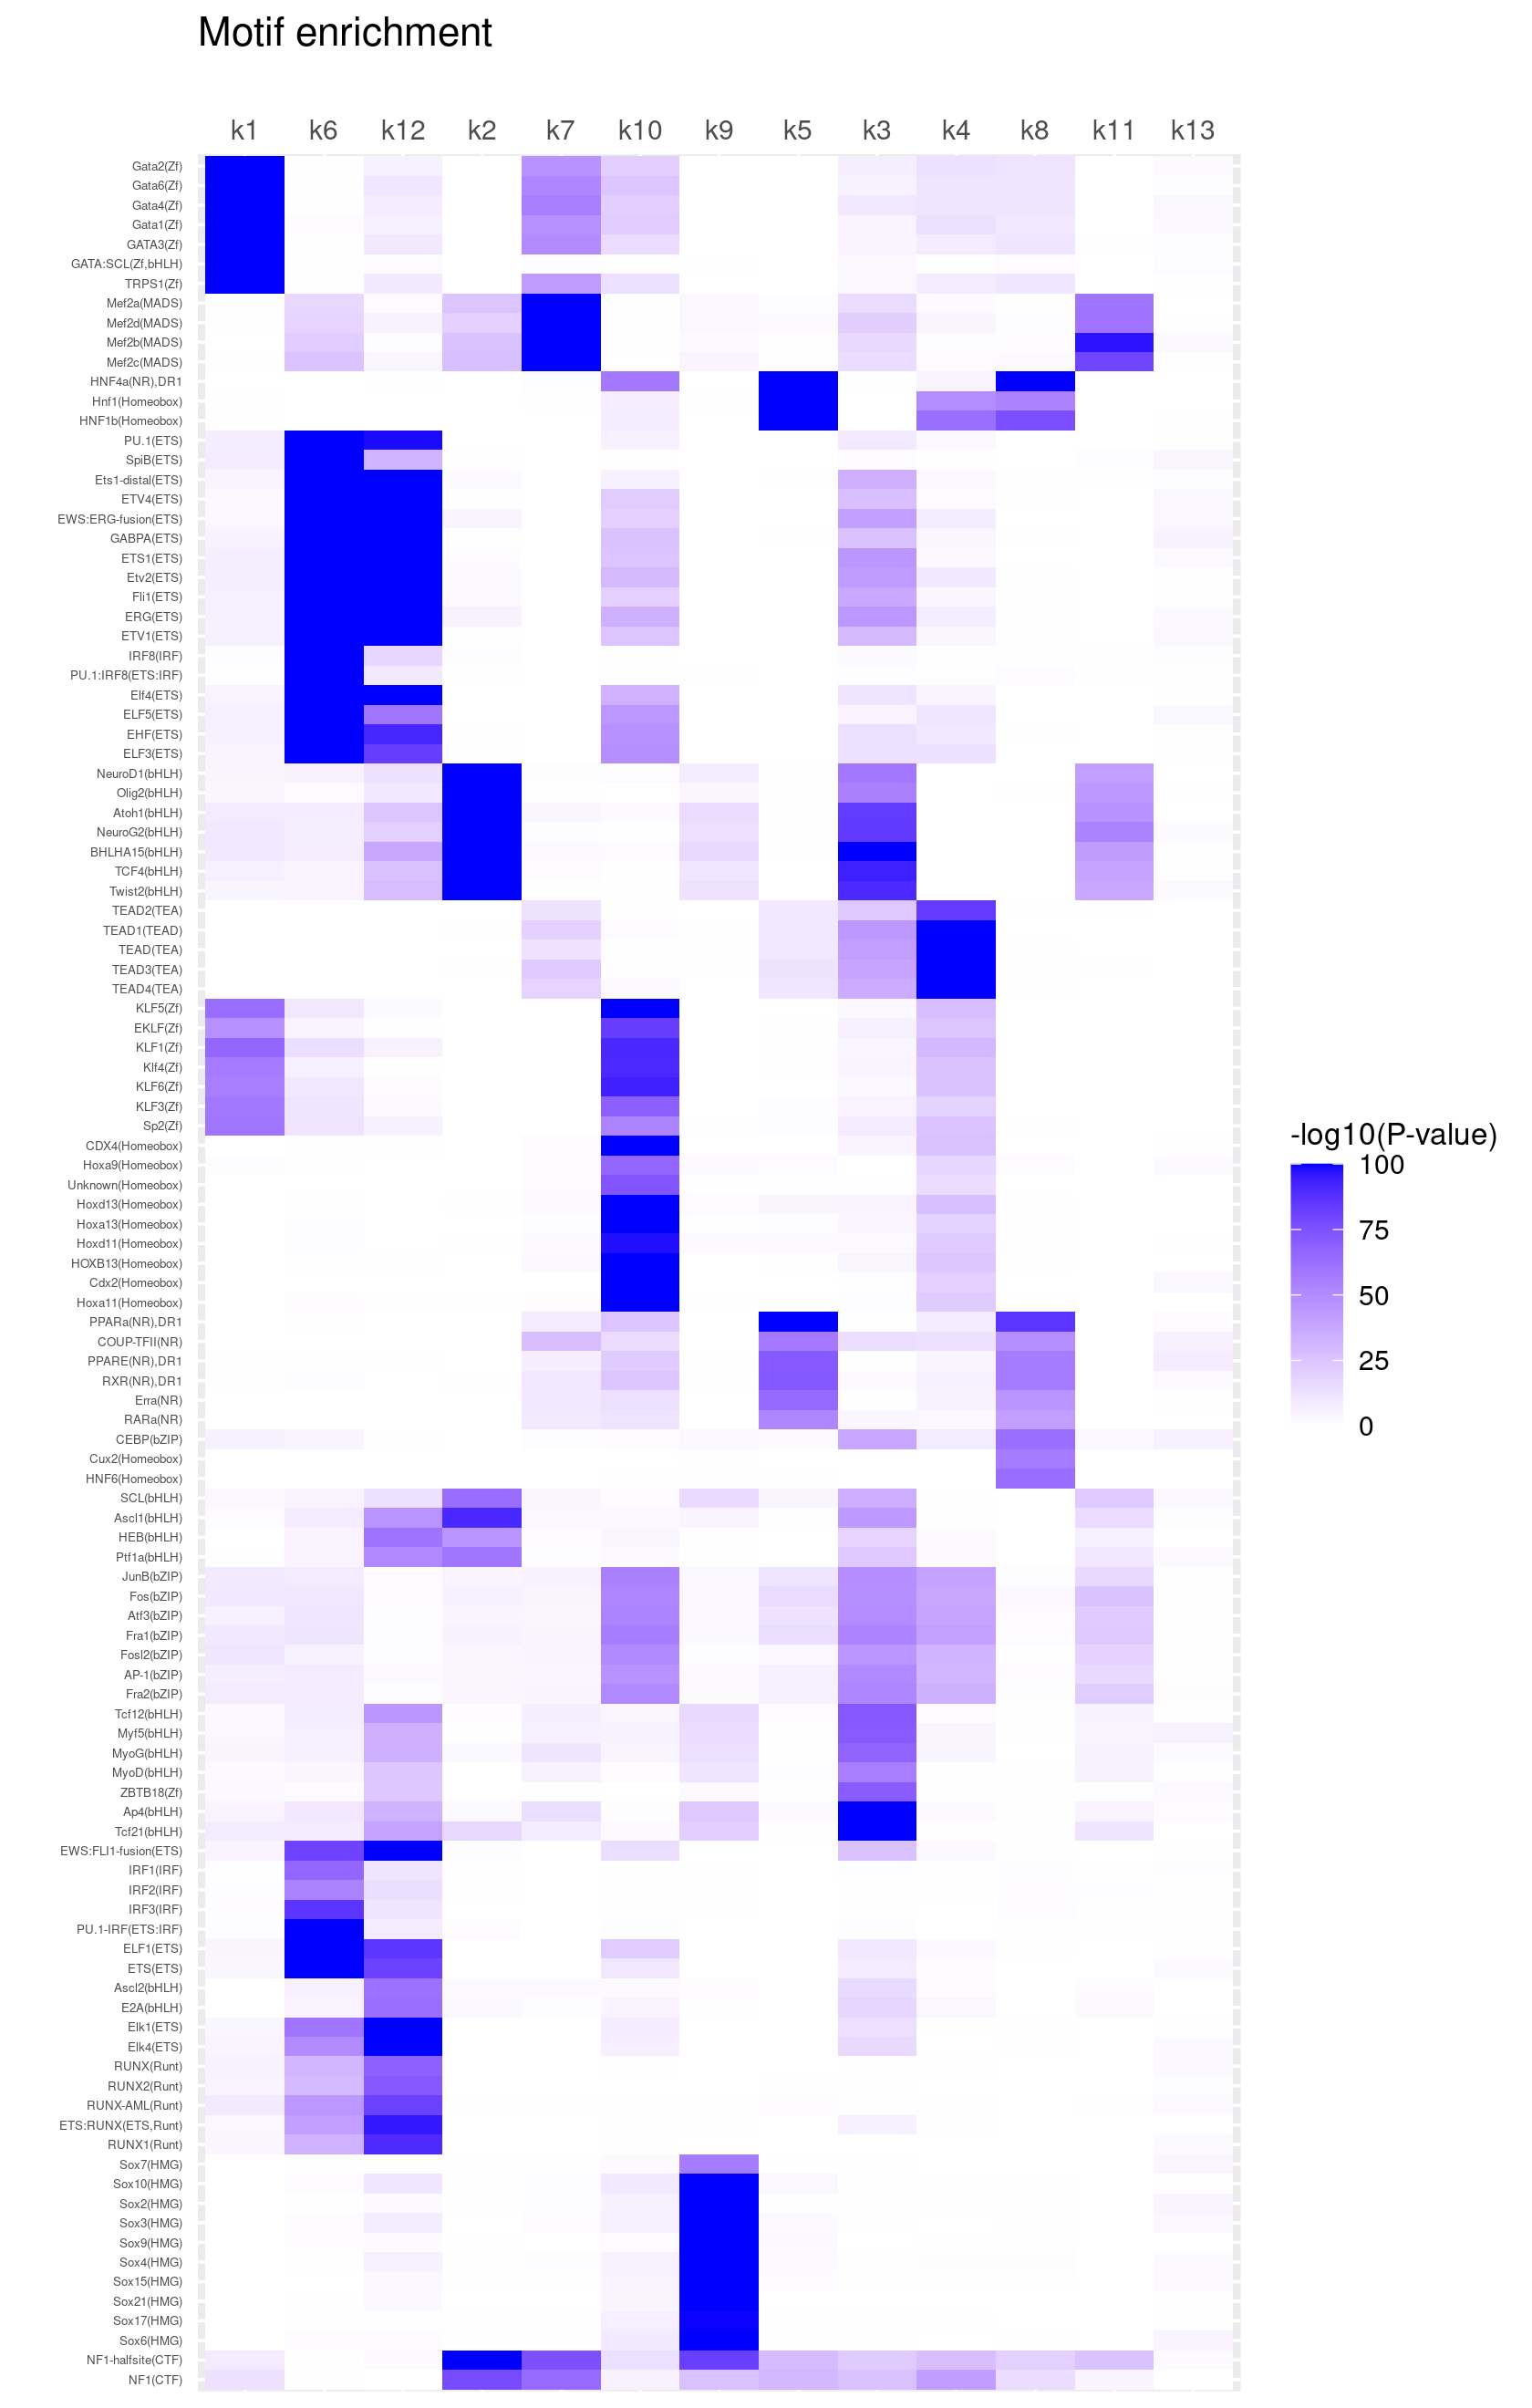 Motif enrichment
k1 k6 k12 k2 k7 k10 k9 k5 k3 k4 k8 k11 k13
Gata2(Zf)
Gata6(Zf)
Gata4(Zf)
Gata1(Zf)
GATA3(Zf)
GATA:SCL(Zf,bHLH)
TRPS1(Zf)
Mef2a(MADS)
Mef2d(MADS)
Mef2b(MADS)
Mef2c(MADS)
HNF4a(NR),DR1
Hnf1(Homeobox)
HNF1b(Homeobox)
PU.1(ETS)
SpiB(ETS)
Ets1-distal(ETS)
ETV4(ETS)
EWS:ERG-fusion(ETS)
GABPA(ETS)
ETS1(ETS)
Etv2(ETS)
Fli1(ETS)
ERG(ETS)
ETV1(ETS)
IRF8(IRF)
PU.1:IRF8(ETS:IRF)
Elf4(ETS)
ELF5(ETS)
EHF(ETS)
ELF3(ETS)
NeuroD1(bHLH)
Olig2(bHLH)
Atoh1(bHLH)
NeuroG2(bHLH)
BHLHA15(bHLH)
TCF4(bHLH)
Twist2(bHLH)
TEAD2(TEA)
TEAD1(TEAD)
TEAD(TEA)
TEAD3(TEA)
TEAD4(TEA)
KLF5(Zf)
EKLF(Zf)
KLF1(Zf)
Klf4(Zf)
KLF6(Zf)
KLF3(Zf)
Sp2(Zf)
CDX4(Homeobox)
Hoxa9(Homeobox)
Unknown(Homeobox)
Hoxd13(Homeobox)
Hoxa13(Homeobox)
Hoxd11(Homeobox)
HOXB13(Homeobox)
Cdx2(Homeobox)
Hoxa11(Homeobox)
PPARa(NR),DR1
COUP-TFII(NR)
PPARE(NR),DR1
RXR(NR),DR1
Erra(NR)
RARa(NR)
CEBP(bZIP)
Cux2(Homeobox)
HNF6(Homeobox)
SCL(bHLH)
Ascl1(bHLH)
HEB(bHLH)
Ptf1a(bHLH)
JunB(bZIP)
Fos(bZIP)
Atf3(bZIP)
Fra1(bZIP)
Fosl2(bZIP)
AP-1(bZIP)
Fra2(bZIP)
Tcf12(bHLH)
Myf5(bHLH)
MyoG(bHLH)
MyoD(bHLH)
ZBTB18(Zf)
Ap4(bHLH)
Tcf21(bHLH)
EWS:FLI1-fusion(ETS)
IRF1(IRF)
IRF2(IRF)
IRF3(IRF)
PU.1-IRF(ETS:IRF)
ELF1(ETS)
ETS(ETS)
Ascl2(bHLH)
E2A(bHLH)
Elk1(ETS)
Elk4(ETS)
RUNX(Runt)
RUNX2(Runt)
RUNX-AML(Runt)
ETS:RUNX(ETS,Runt)
RUNX1(Runt)
Sox7(HMG)
Sox10(HMG)
Sox2(HMG)
Sox3(HMG)
Sox9(HMG)
Sox4(HMG)
Sox15(HMG)
Sox21(HMG)
Sox17(HMG)
Sox6(HMG)
NF1-halfsite(CTF)
NF1(CTF)
-log10(P-value)
100
75
50
25
0